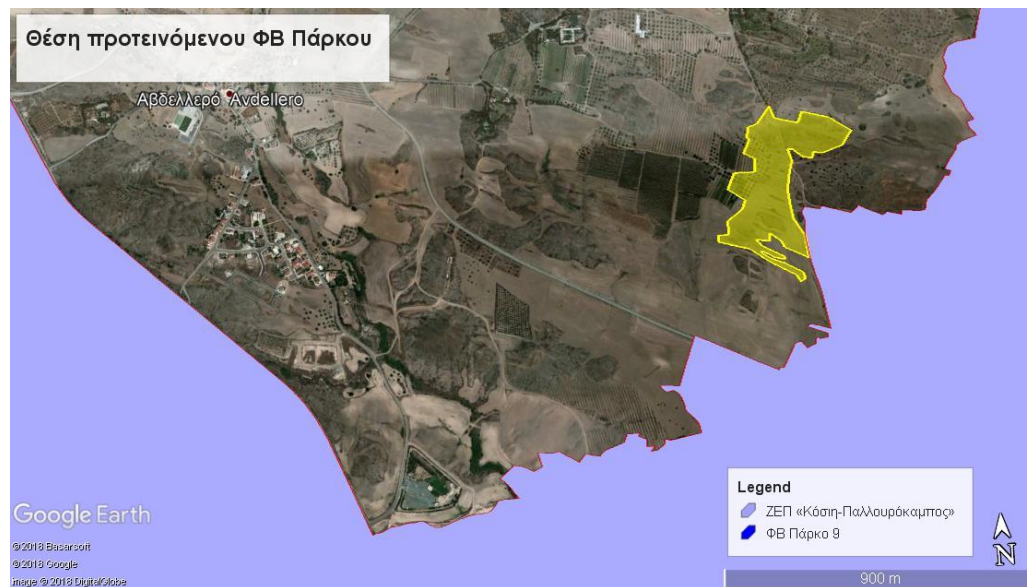 Θέση προτεινόμενου ΦΒ Πάρκου
Αβδελλερό Avdellero
Legend
ΖΕΠ «Κόσιη-Παλλουρόκαμπος»
ΦΒ Πάρκο 9
Google Earth
©2018 Basarsoft
©2018 Google
Image ©2018 DigitalGlobe
N
900 m